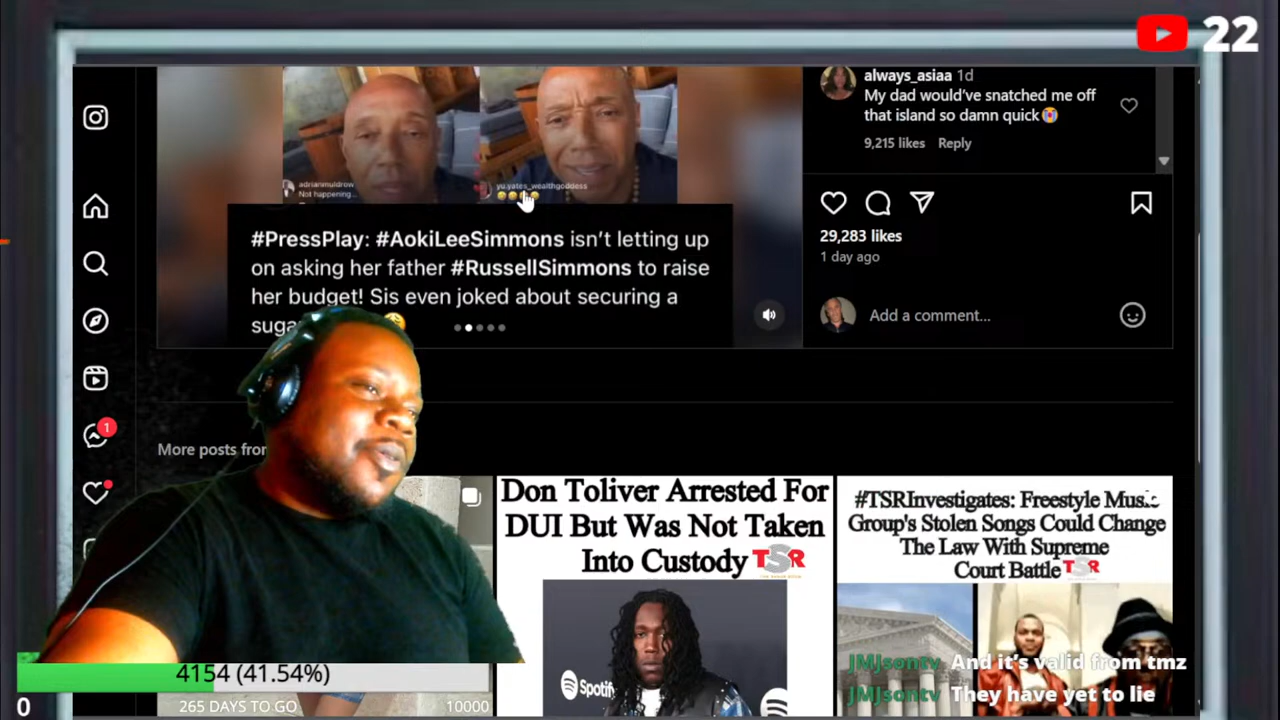 22
always_asiaa 1d
My dad would've snatched me off
that island so damn quick😭
9,215 likes Reply
adrianmuldrow
Not happening...
yu.yates_wealthgoddess
#PressPlay: #AokiLeeSimmons isn't letting up
on asking her father #RussellSimmons to raise
her budget! Sis even joked about securing a
29,283 likes
1 day ago
Add a comment...
1
Don Toliver Arrested For
DUI But Was Not Taken
Into Custody TSR
Spotify
#TSRInvestigates: Freestyle Music
Group's Stolen Songs Could Change
The Law With Supreme
Court Battle TSR
JMJsontv And it's valid from tmz
JMJsontv They have yet to lie
4154 (41.54%)
0 265 DAYS TO GO 10000